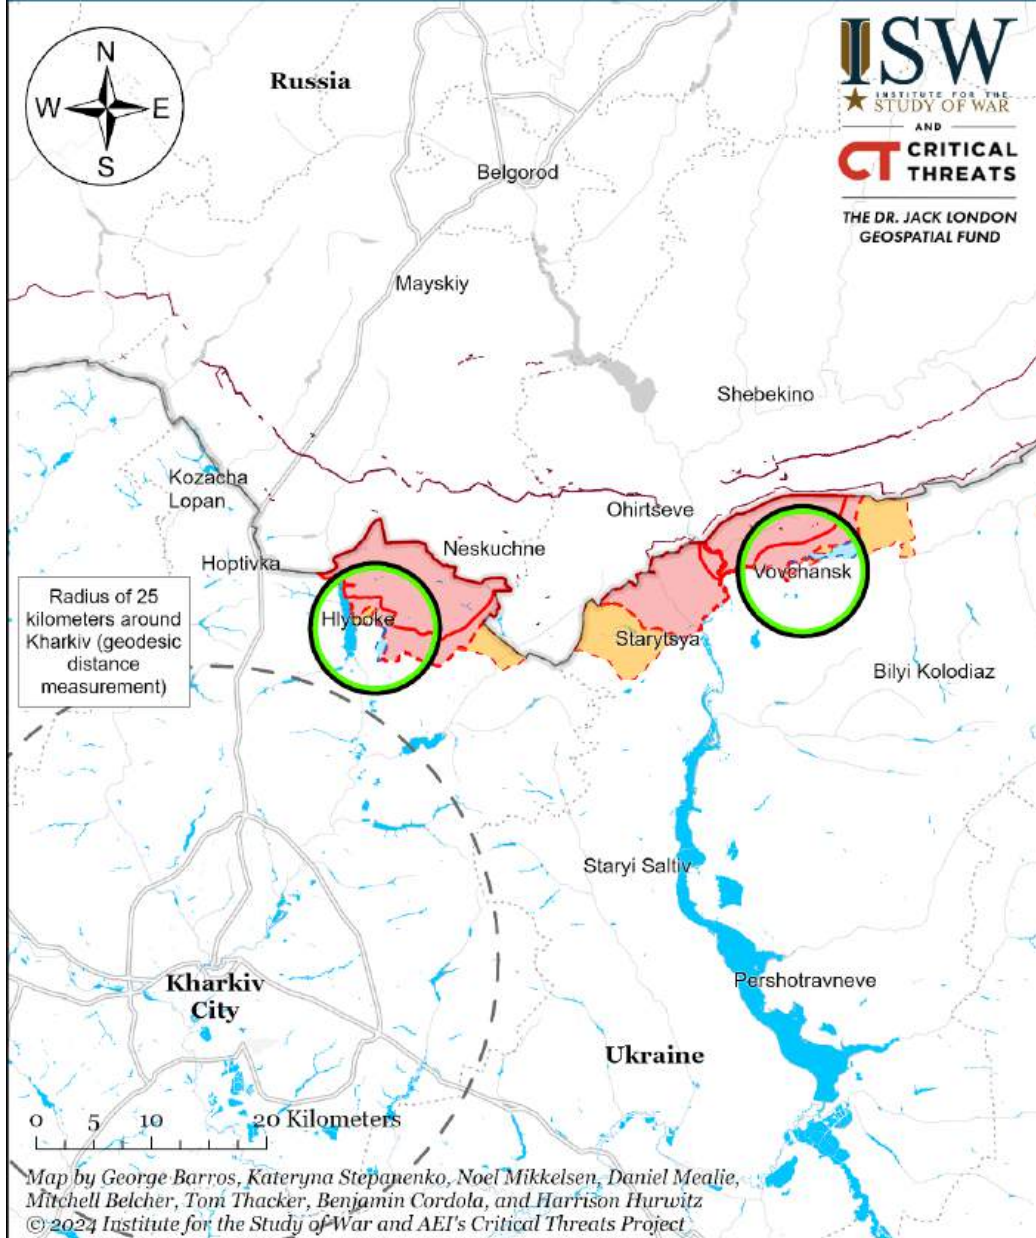 N
W
E
S
Russia
ISW
INSTITUTE FOR THE
STUDY OF WAR
AND
CT CRITICAL
THREATS
THE DR. JACK LONDON
GEOSPATIAL FUND
Belgorod
Mayskiy
Shebekino
Kozacha
Lopan
Ohirtseve
Neskuchne
Hoptivka
Vovchansk
Radius of 25
kilometers around
Kharkiv (geodesic
distance
measurement)
Hlyboke
Starytsya
Bilyi Kolodiaz
Staryi Saltiv
Pershotravneve
Kharkiv
City
Ukraine
0 5 10 20 Kilometers
Map by George Barros, Kateryna Stepanenko, Noel Mikkelsen, Daniel Mealie,
Mitchell Belcher, Tom Thacker, Benjamin Cordola, and Harrison Hurwitz
© 2024 Institute for the Study of War and AEI's Critical Threats Project